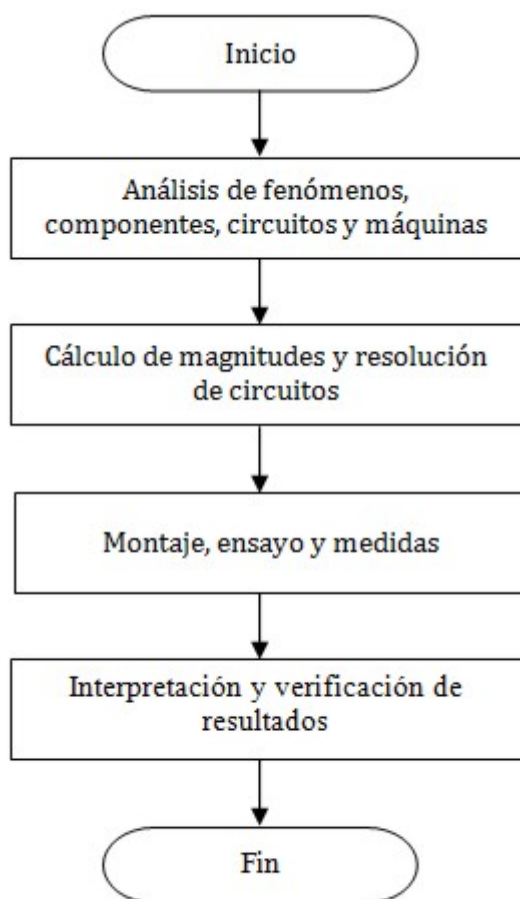 Inicio
Análisis de fenómenos,
componentes, circuitos y máquinas
Cálculo de magnitudes y resolución
de circuitos
Montaje, ensayo y medidas
Interpretación y verificación de
resultados
Fin